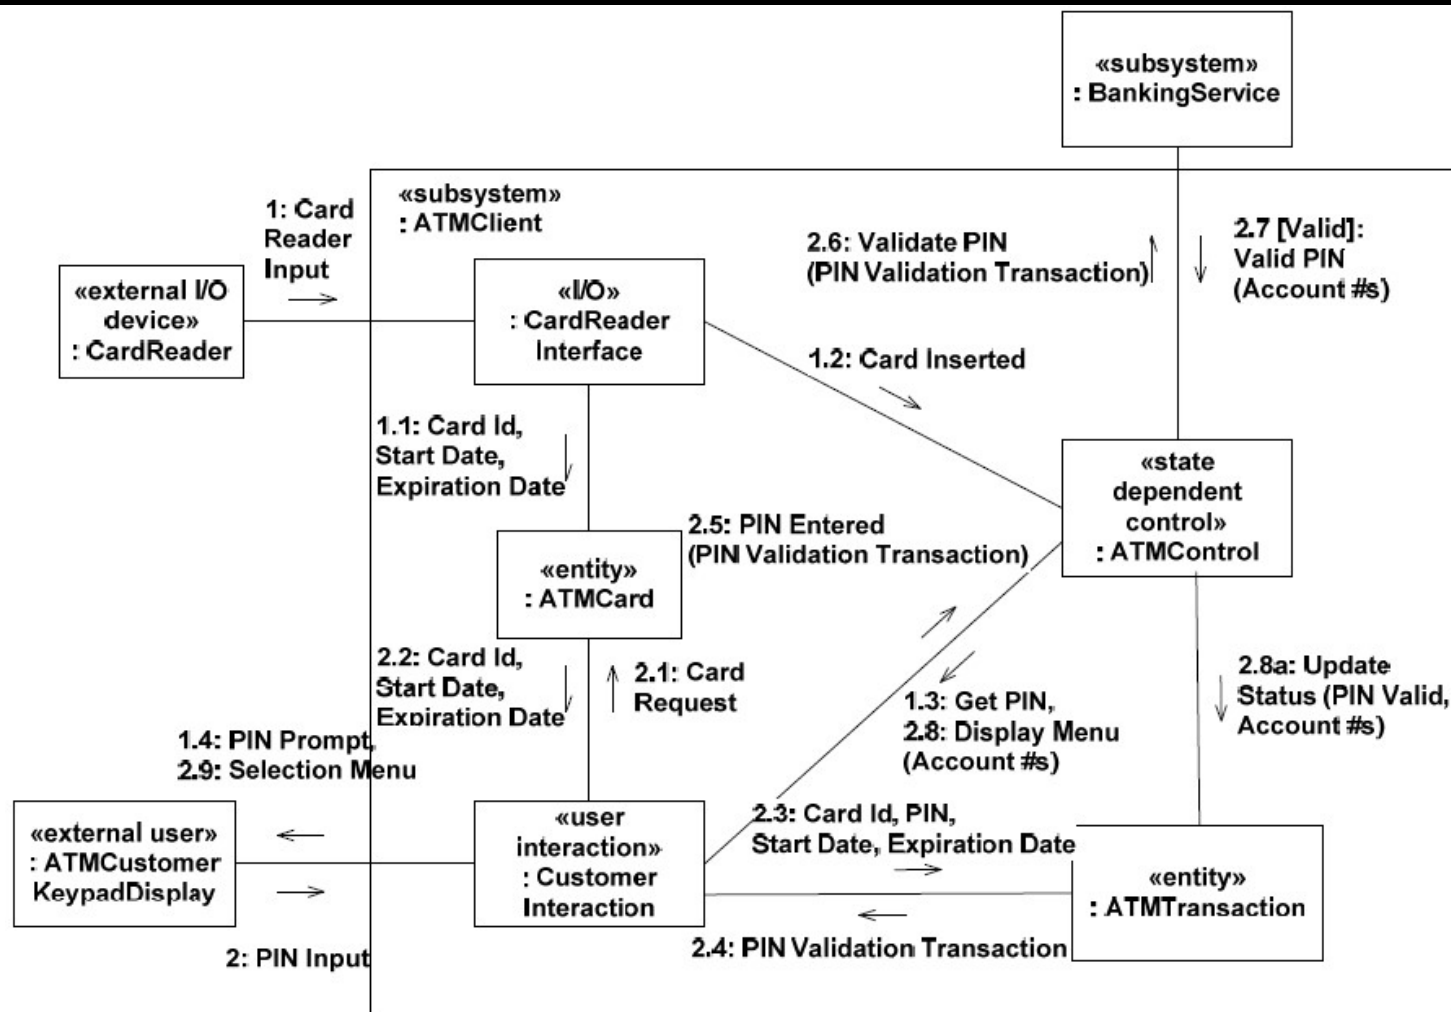 «subsystem»
: BankingService
«subsystem»
: ATMClient
1: Card
Reader
Input
2.6: Validate PIN
(PIN Validation Transaction)
2.7 [Valid]:
Valid PIN
(Account #s)
«external I/O
device»
: CardReader
«I/O»
: CardReader
Interface
1.2: Card Inserted
1.1: Card Id,
Start Date,
Expiration Date
«state
dependent
control»
: ATMControl
2.5: PIN Entered
(PIN Validation Transaction)
«entity»
: ATMCard
2.2: Card Id,
Start Date,
Expiration Date
2.1: Card
Request
1.3: Get PIN,
2.8: Display Menu
(Account #s)
2.8a: Update
Status (PIN Valid,
Account #s)
1.4: PIN Prompt,
2.9: Selection Menu
«external user»
: ATMCustomer
KeypadDisplay
«user
interaction»
: Customer
Interaction
2.3: Card Id, PIN,
Start Date, Expiration Date
«entity»
: ATMTransaction
2: PIN Input
2.4: PIN Validation Transaction